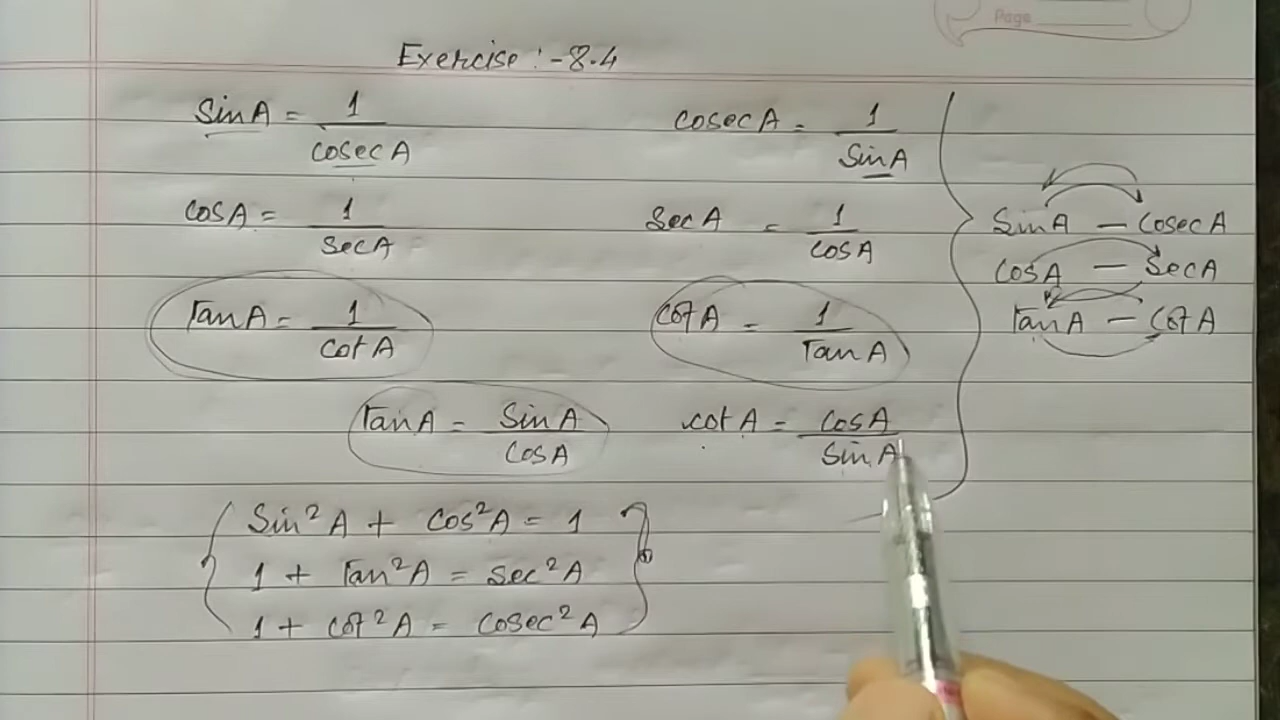 Page
Exercise :- 8.4
SinA = 1/cosecA cosecA = 1/SinA
cosA = 1/secA SecA = 1/cosA
TanA = 1/cotA cotA = 1/TanA
TanA = SinA/cosA cotA = cosA/SinA
SinA — CosecA
CosA — SecA
TanA — CotA
Sin²A + Cos²A = 1
1 + Tan²A = Sec²A
1 + cot²A = cosec²A